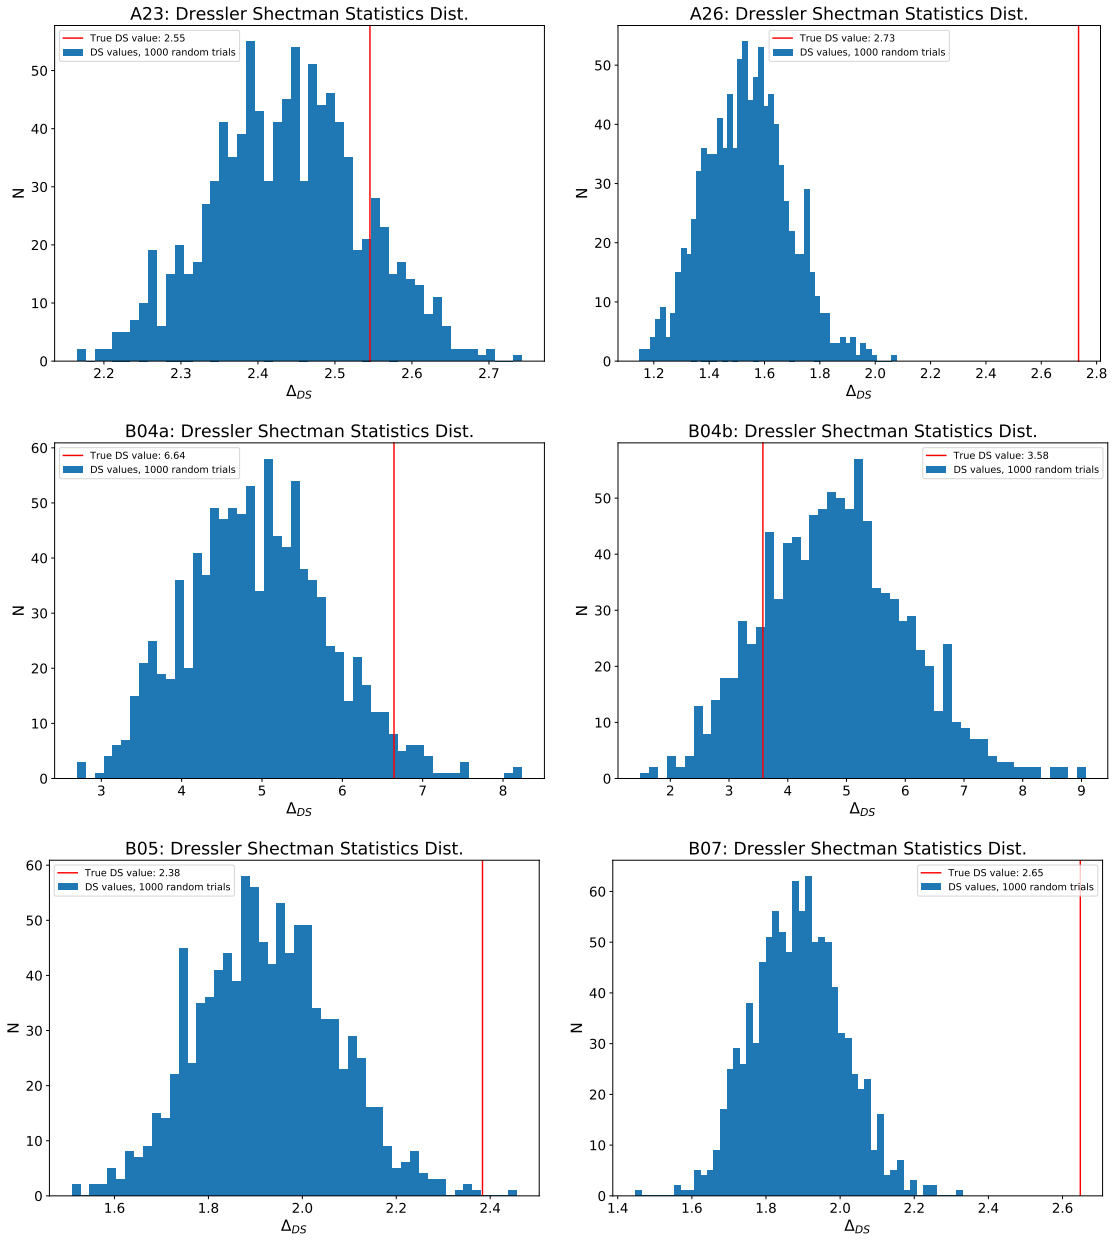 A23: Dressler Shectman Statistics Dist.
True DS value: 2.55
DS values, 1000 random trials
N
50
40
30
20
10
0
2.2 2.3 2.4 2.5 2.6 2.7
Δ_DS
A26: Dressler Shectman Statistics Dist.
True DS value: 2.73
DS values, 1000 random trials
N
50
40
30
20
10
0
1.2 1.4 1.6 1.8 2.0 2.2 2.4 2.6 2.8
Δ_DS
B04a: Dressler Shectman Statistics Dist.
True DS value: 6.64
DS values, 1000 random trials
N
60
50
40
30
20
10
0
3 4 5 6 7 8
Δ_DS
B04b: Dressler Shectman Statistics Dist.
True DS value: 3.58
DS values, 1000 random trials
N
50
40
30
20
10
0
2 3 4 5 6 7 8 9
Δ_DS
B05: Dressler Shectman Statistics Dist.
True DS value: 2.38
DS values, 1000 random trials
N
60
50
40
30
20
10
0
1.6 1.8 2.0 2.2 2.4
Δ_DS
B07: Dressler Shectman Statistics Dist.
True DS value: 2.65
DS values, 1000 random trials
N
60
50
40
30
20
10
0
1.4 1.6 1.8 2.0 2.2 2.4 2.6
Δ_DS